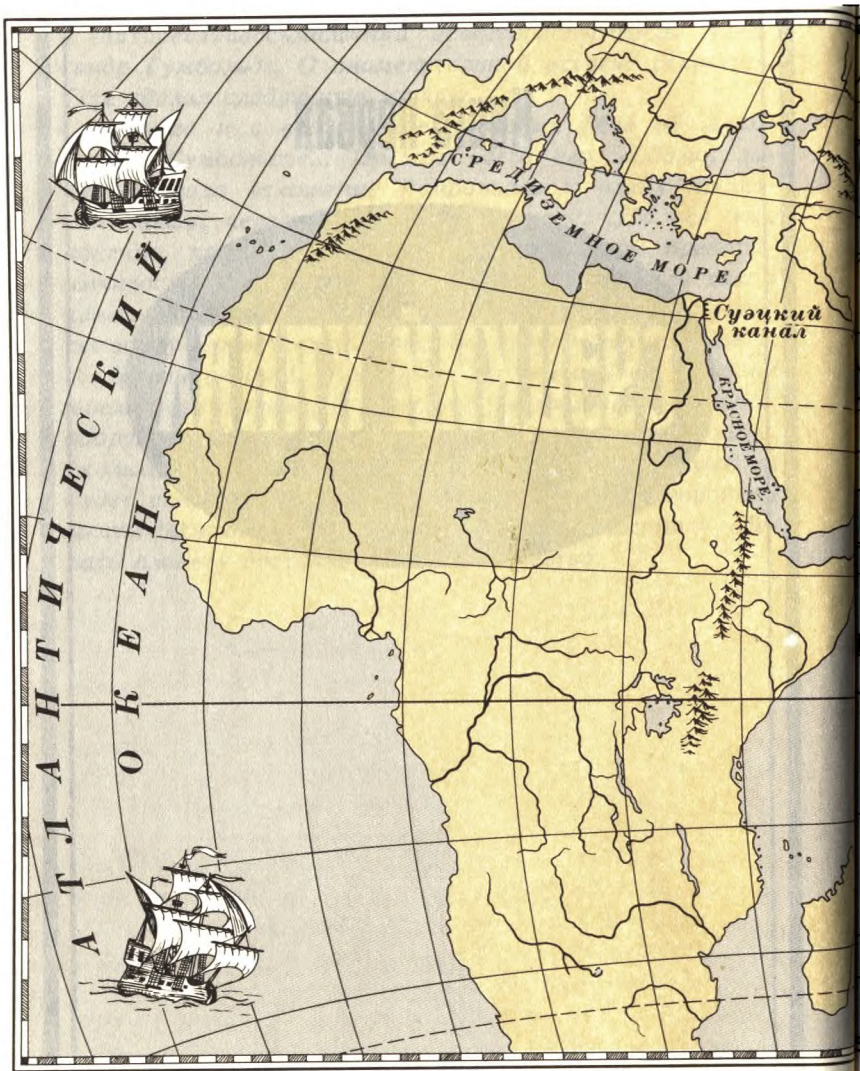 АТЛАНТИЧЕСКИЙ
ОКЕАН
СРЕДИЗЕМНОЕ МОРЕ
Суэцкий
канал
КРАСНОЕ МОРЕ